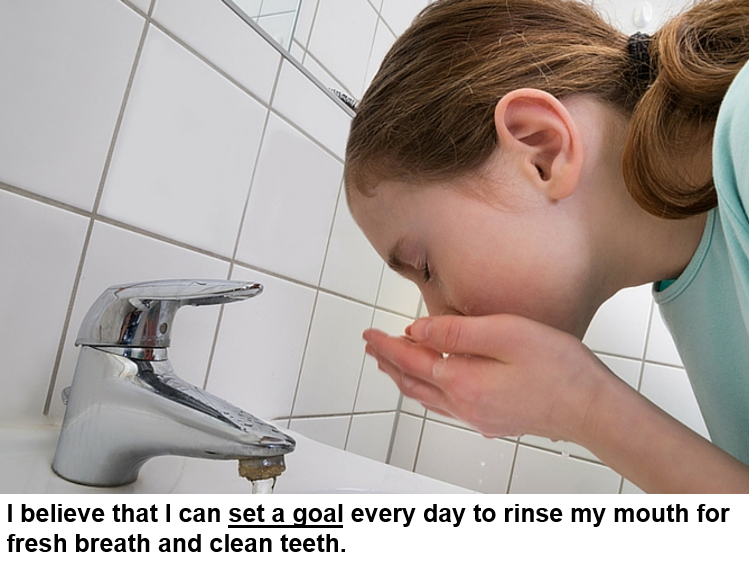 I believe that I can set a goal every day to rinse my mouth for
fresh breath and clean teeth.